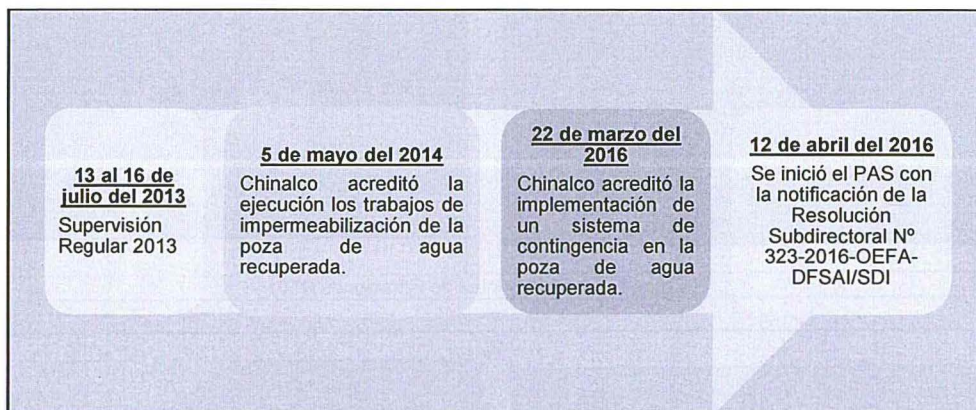 13 al 16 de
julio del 2013
Supervisión
Regular 2013
5 de mayo del 2014
Chinalco acreditó la
ejecución los trabajos de
impermeabilización de la
poza de agua
recuperada.
22 de marzo del
2016
Chinalco acreditó la
implementación de
un sistema de
contingencia en la
poza de agua
recuperada.
12 de abril del 2016
Se inició el PAS con
la notificación de la
Resolución
Subdirectoral Nº
323-2016-OEFA-
DFSAI/SDI